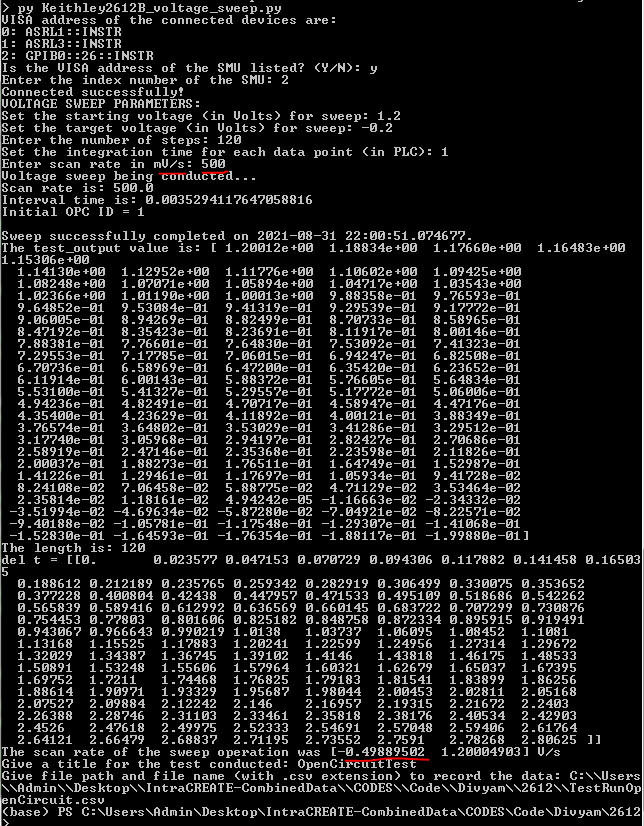 > py Keithley2612B_voltage_sweep.py
VISA address of the connected devices are:
0: ASRL1::INSTR
1: ASRL3::INSTR
2: GPIB0::26::INSTR
Is the VISA address of the SMU listed? (Y/N): y
Enter the index number of the SMU: 2
Connected successfully!
VOLTAGE SWEEP PARAMETERS:
Set the starting voltage (in Volts) for sweep: 1.2
Set the target voltage (in Volts) for sweep: -0.2
Enter the number of steps: 120
Set the integration time for each data point (in PLC): 1
Enter scan rate in mV/s: 500
Voltage sweep being conducted...
Scan rate is: 500.0
Interval time is: 0.0035294117647058816
Initial OPC ID = 1
Sweep successfully completed on 2021-08-31 22:00:51.074677.
The test_output value is: [ 1.20012e+00 1.18834e+00 1.17660e+00 1.16483e+00
1.15306e+00
1.14130e+00 1.12952e+00 1.11776e+00 1.10602e+00 1.09425e+00
1.08248e+00 1.07071e+00 1.05894e+00 1.04717e+00 1.03543e+00
1.02366e+00 1.01190e+00 1.00013e+00 9.88358e-01 9.76593e-01
9.64852e-01 9.53084e-01 9.41319e-01 9.29539e-01 9.17772e-01
9.06005e-01 8.94269e-01 8.82499e-01 8.70733e-01 8.58965e-01
8.47192e-01 8.35423e-01 8.23691e-01 8.11917e-01 8.00146e-01
7.88381e-01 7.76601e-01 7.64830e-01 7.53092e-01 7.41323e-01
7.29553e-01 7.17785e-01 7.06015e-01 6.94247e-01 6.82508e-01
6.70736e-01 6.58969e-01 6.47200e-01 6.35420e-01 6.23652e-01
6.11914e-01 6.00143e-01 5.88372e-01 5.76605e-01 5.64834e-01
5.53100e-01 5.41327e-01 5.29557e-01 5.17772e-01 5.06006e-01
4.94236e-01 4.82491e-01 4.70717e-01 4.58947e-01 4.47176e-01
4.35400e-01 4.23629e-01 4.11892e-01 4.00121e-01 3.88349e-01
3.76574e-01 3.64802e-01 3.53029e-01 3.41286e-01 3.29512e-01
3.17740e-01 3.05968e-01 2.94197e-01 2.82427e-01 2.70686e-01
2.58919e-01 2.47146e-01 2.35368e-01 2.23598e-01 2.11826e-01
2.00037e-01 1.88273e-01 1.76511e-01 1.64749e-01 1.52987e-01
1.41226e-01 1.29461e-01 1.17697e-01 1.05934e-01 9.41728e-02
8.24108e-02 7.06458e-02 5.88775e-02 4.71129e-02 3.53464e-02
2.35814e-02 1.18161e-02 4.94242e-05 -1.16663e-02 -2.34332e-02
-3.51994e-02 -4.69634e-02 -5.87280e-02 -7.04921e-02 -8.22571e-02
-9.40188e-02 -1.05781e-01 -1.17548e-01 -1.29307e-01 -1.41068e-01
-1.52830e-01 -1.64593e-01 -1.76354e-01 -1.88117e-01 -1.99880e-01]
The length is: 120
del t = [[0. 0.023577 0.047153 0.070729 0.094306 0.117882 0.141458 0.16503
5
0.188612 0.212189 0.235765 0.259342 0.282919 0.306499 0.330075 0.353652
0.377228 0.400804 0.42438 0.447957 0.471533 0.495109 0.518686 0.542262
0.565839 0.589416 0.612992 0.636569 0.660145 0.683722 0.707299 0.730876
0.754453 0.77803 0.801606 0.825182 0.848758 0.872334 0.895915 0.919491
0.943067 0.966643 0.990219 1.0138 1.03737 1.06095 1.08452 1.1081
1.13168 1.15525 1.17883 1.20241 1.22599 1.24956 1.27314 1.29672
1.32029 1.34387 1.36745 1.39102 1.4146 1.43818 1.46175 1.48533
1.50891 1.53248 1.55606 1.57964 1.60321 1.62679 1.65037 1.67395
1.69752 1.7211 1.74468 1.76825 1.79183 1.81541 1.83899 1.86256
1.88614 1.90971 1.93329 1.95687 1.98044 2.00453 2.02811 2.05168
2.07527 2.09884 2.12242 2.146 2.16957 2.19315 2.21672 2.2403
2.26388 2.28746 2.31103 2.33461 2.35818 2.38176 2.40534 2.42903
2.4526 2.47618 2.49975 2.52333 2.54691 2.57048 2.59406 2.61764
2.64121 2.66479 2.68837 2.71195 2.73552 2.7591 2.78268 2.80625 ]]
The scan rate of the sweep operation was [-0.49889502 1.20004903] V/s
Give a title for the test conducted: OpenCircuitTest
Give file path and file name (with .csv extension) to record the data: C:\\Users
\\Admin\\Desktop\\IntraCREATE-CombinedData\\CODES\\Code\\Divyam\\2612\\TestRunOp
enCircuit.csv
(base) PS C:\Users\Admin\Desktop\IntraCREATE-CombinedData\CODES\Code\Divyam\2612
>